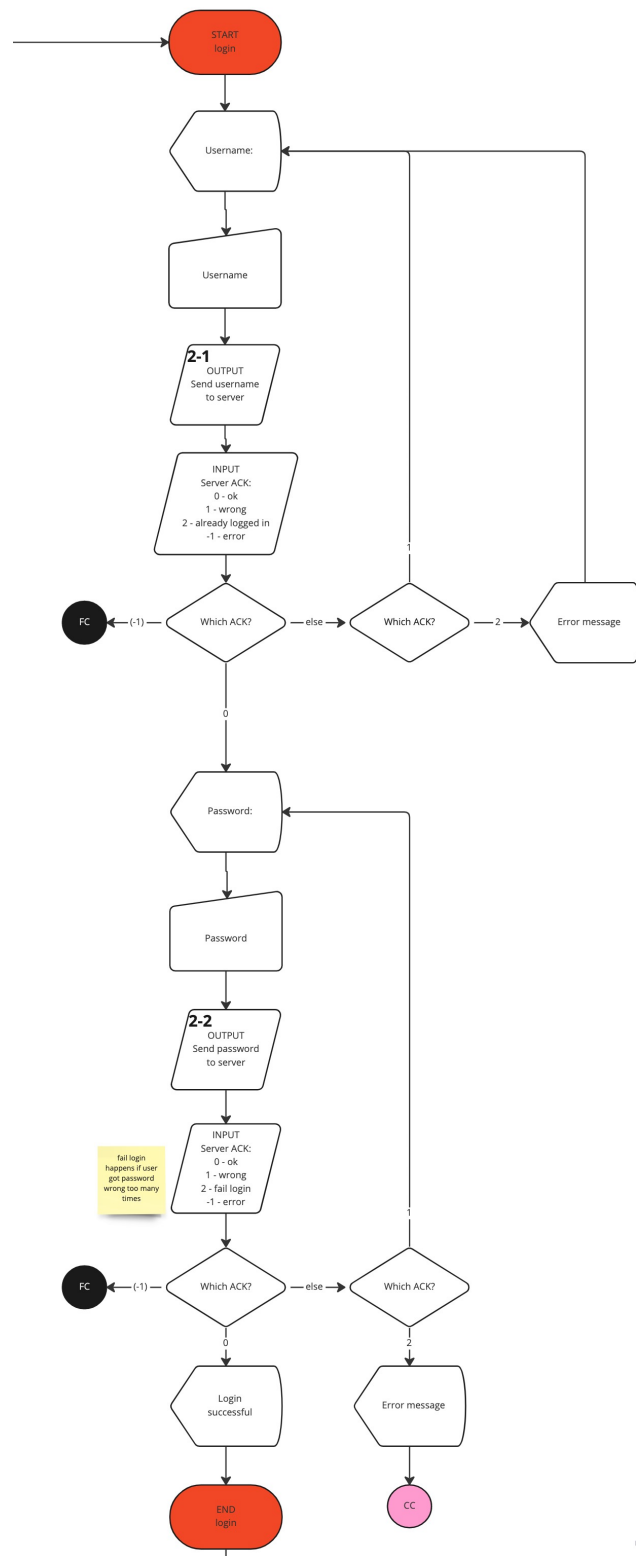 START
login
Username:
Username
2-1
OUTPUT
Send username
to server
INPUT
Server ACK:
0 - ok
1 - wrong
2 - already logged in
-1 - error
1
FC
(-1)
Which ACK?
else
Which ACK?
2
Error message
0
Password:
Password
2-2
OUTPUT
Send password
to server
fail login
happens if user
got password
wrong too many
times
INPUT
Server ACK:
0 - ok
1 - wrong
2 - fail login
-1 - error
1
FC
(-1)
Which ACK?
else
Which ACK?
0
2
Login
successful
Error message
END
login
CC